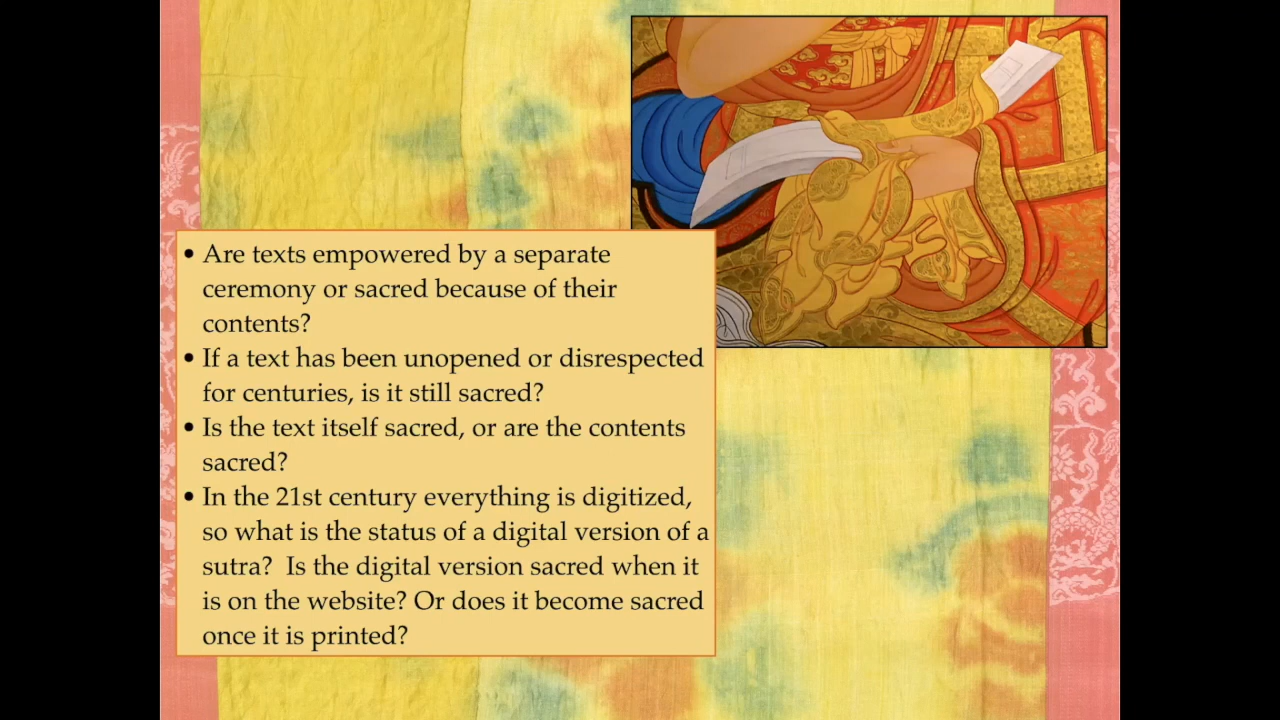 • Are texts empowered by a separate
ceremony or sacred because of their
contents?
• If a text has been unopened or disrespected
for centuries, is it still sacred?
• Is the text itself sacred, or are the contents
sacred?
• In the 21st century everything is digitized,
so what is the status of a digital version of a
sutra?  Is the digital version sacred when it
is on the website? Or does it become sacred
once it is printed?